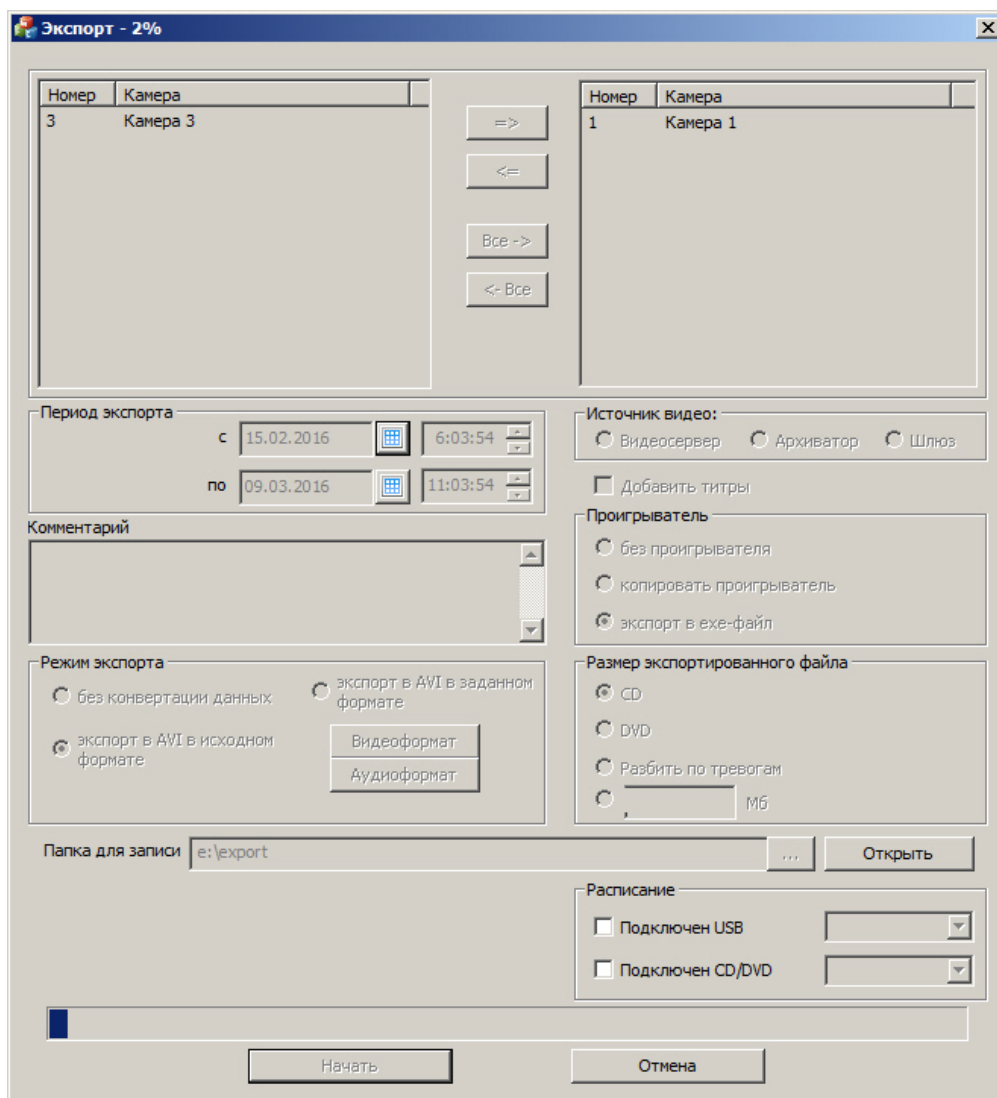 Экспорт - 2%
Номер Камера
3 Камера 3
=>
<=
Все ->
<- Все
Номер Камера
1 Камера 1
Период экспорта
с 15.02.2016 6:03:54
по 09.03.2016 11:03:54
Источник видео:
Видеосервер Архиватор Шлюз
Добавить титры
Комментарий
Проигрыватель
без проигрывателя
копировать проигрыватель
экспорт в exe-файл
Режим экспорта
без конвертации данных
экспорт в AVI в заданном
формате
экспорт в AVI в исходном
формате
Видеоформат
Аудиоформат
Размер экспортированного файла
CD
DVD
Разбить по тревогам
, Мб
Папка для записи e:\export ... Открыть
Расписание
Подключен USB
Подключен CD/DVD
Начать Отмена